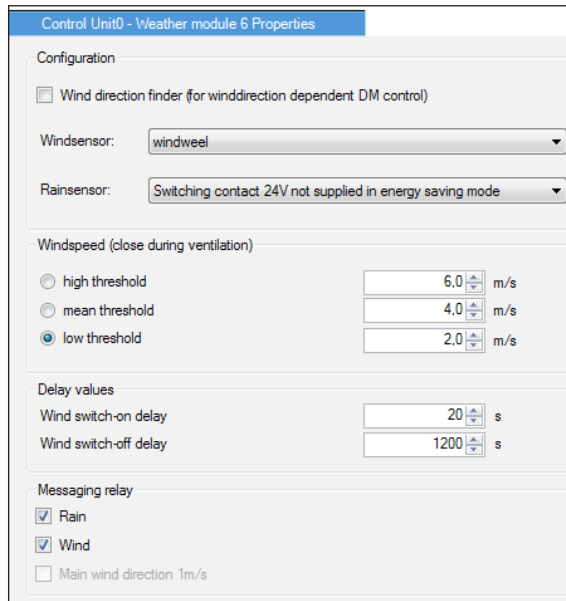 Control Unit0 - Weather module 6 Properties
Configuration
Wind direction finder (for winddirection dependent DM control)
Windsensor: windweel
Rainsensor: Switching contact 24V not supplied in energy saving mode
Windspeed (close during ventilation)
high threshold 6,0 m/s
mean threshold 4,0 m/s
low threshold 2,0 m/s
Delay values
Wind switch-on delay 20 s
Wind switch-off delay 1200 s
Messaging relay
Rain
Wind
Main wind direction 1m/s